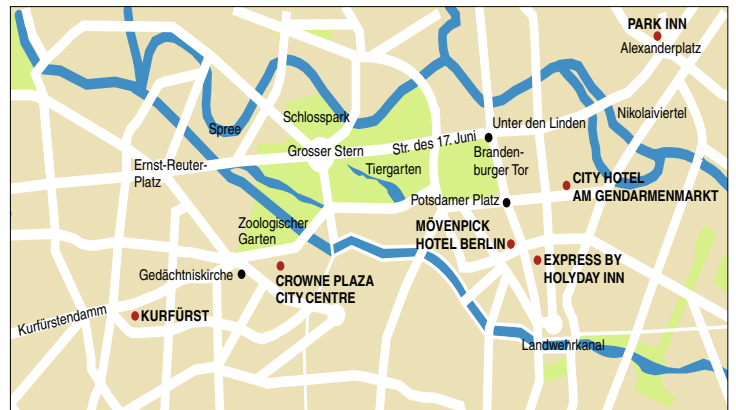 PARK INN
Alexanderplatz
Nikolaiviertel
Schlosspark
Unter den Linden
Spree
Str. des 17. Juni
Grosser Stern
Branden-
burger Tor
Ernst-Reuter-
Platz
Tiergarten
CITY HOTEL
AM GENDARMENMARKT
Potsdamer Platz
Zoologischer
Garten
MÖVENPICK
HOTEL BERLIN
EXPRESS BY
HOLYDAY INN
Gedächtniskirche
CROWNE PLAZA
CITY CENTRE
Kurfürstendamm
KURFÜRST
Landwehrkanal